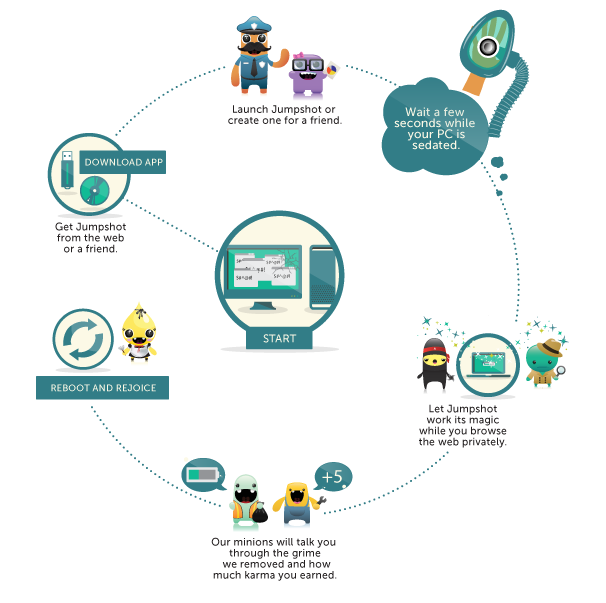 START
DOWNLOAD APP
Get Jumpshot
from the web
or a friend.
Launch Jumpshot or
create one for a friend.
Wait a few
seconds while
your PC is
sedated.
Let Jumpshot
work its magic
while you browse
the web privately.
+5
Our minions will talk you
through the grime
we removed and how
much karma you earned.
REBOOT AND REJOICE